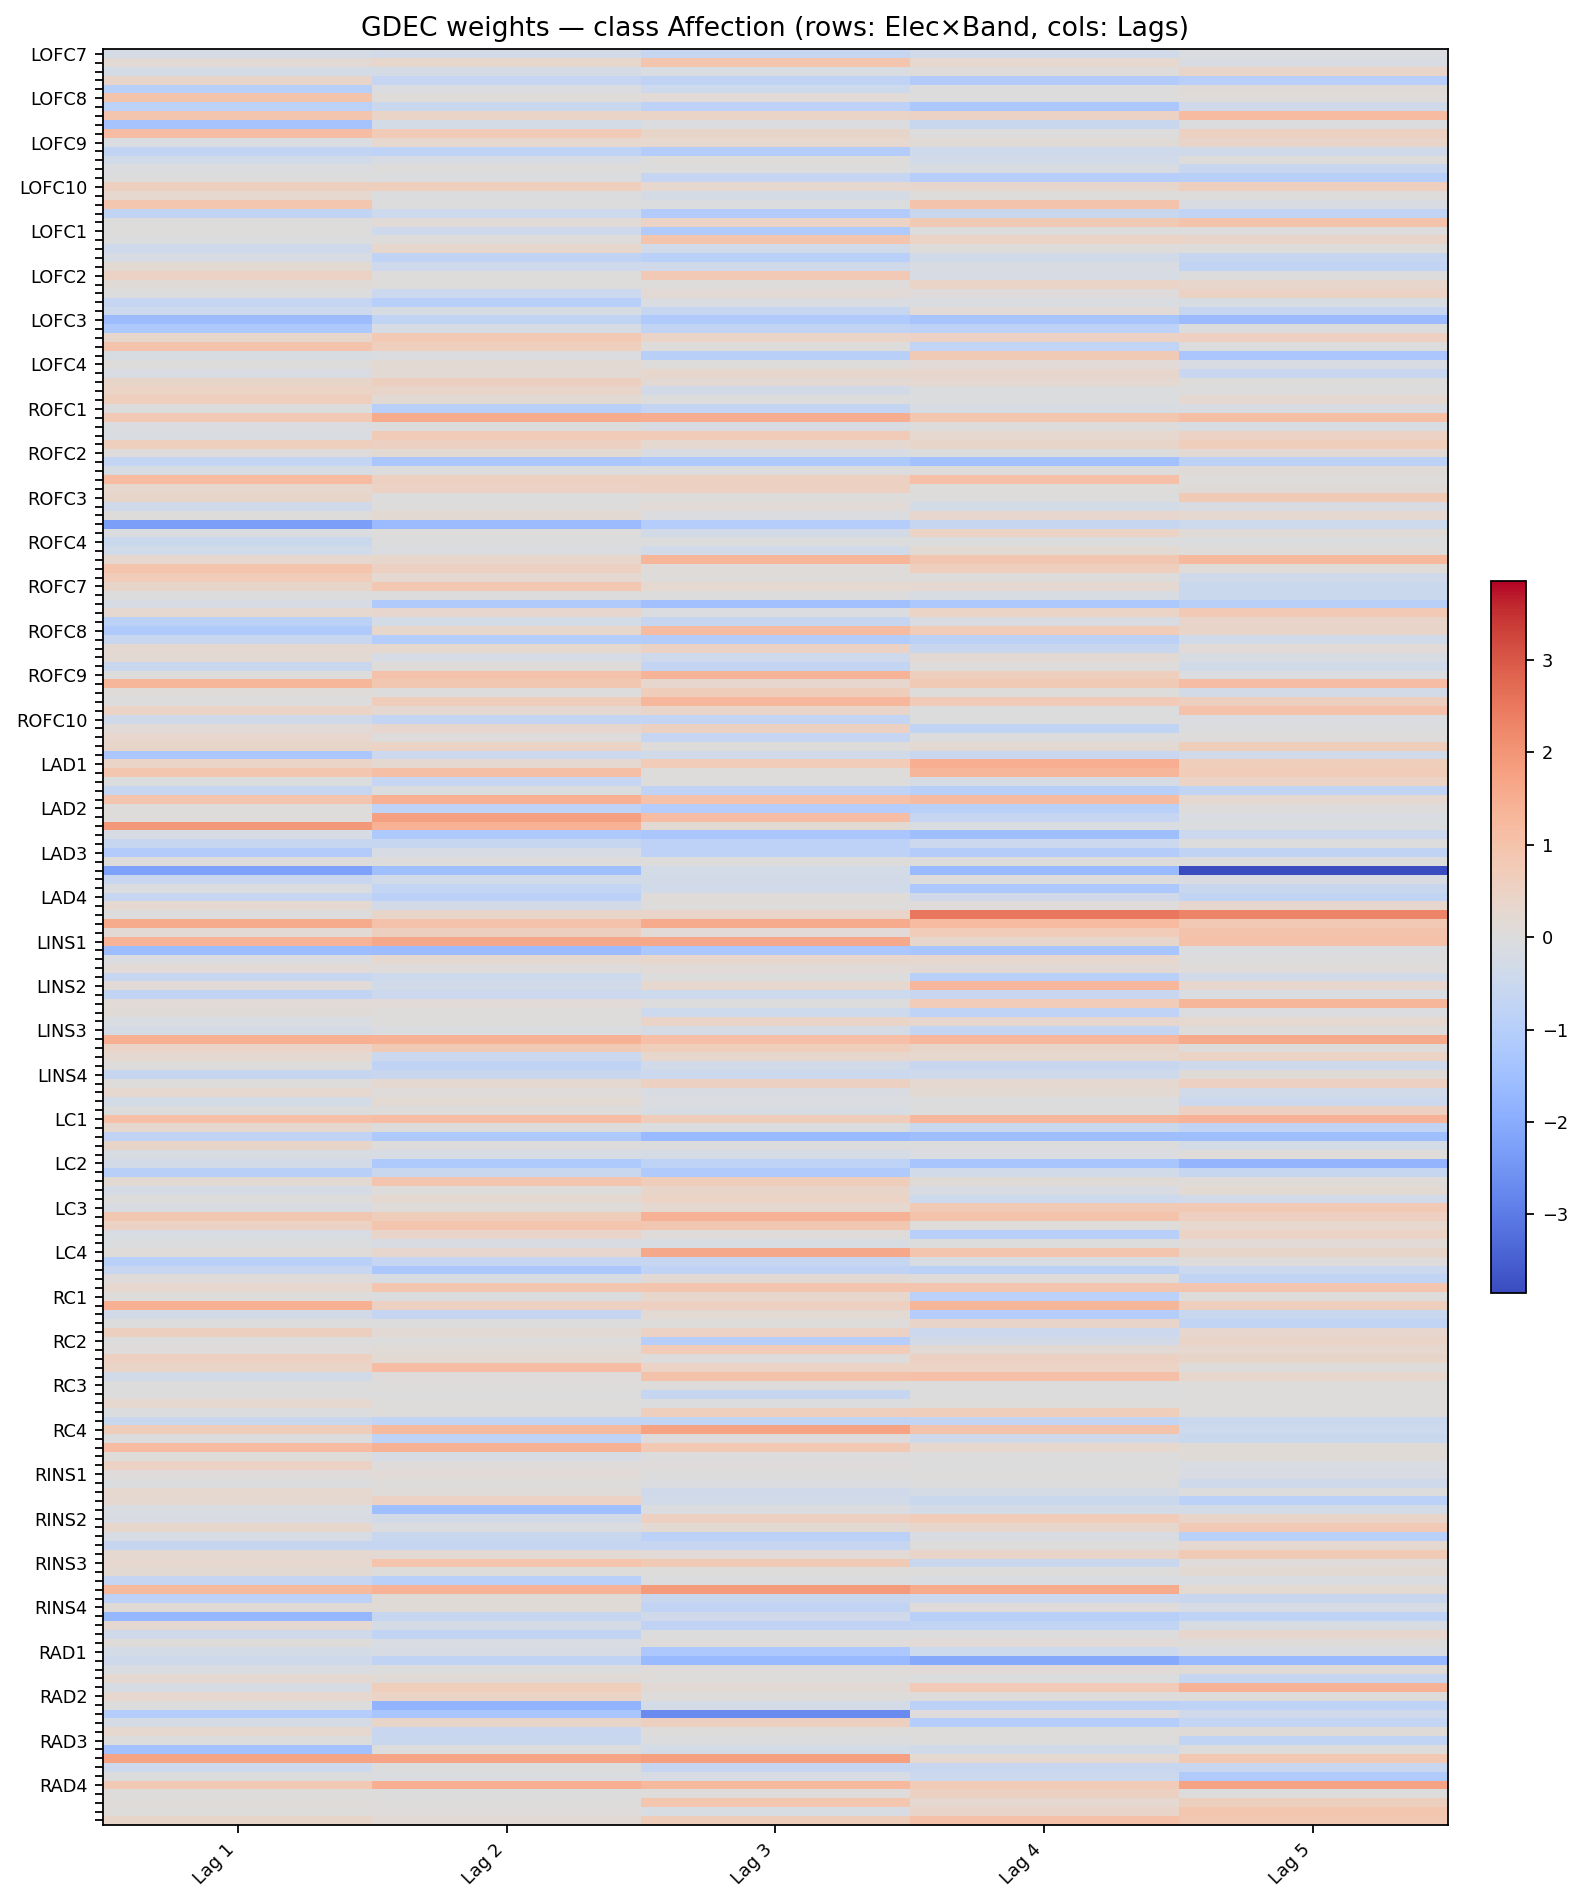 GDEC weights — class Affection (rows: Elec×Band, cols: Lags)
LOFC7
LOFC8
LOFC9
LOFC10
LOFC1
LOFC2
LOFC3
LOFC4
ROFC1
ROFC2
ROFC3
ROFC4
ROFC7
ROFC8
ROFC9
ROFC10
LAD1
LAD2
LAD3
LAD4
LINS1
LINS2
LINS3
LINS4
LC1
LC2
LC3
LC4
RC1
RC2
RC3
RC4
RINS1
RINS2
RINS3
RINS4
RAD1
RAD2
RAD3
RAD4
Lag 1
Lag 2
Lag 3
Lag 4
Lag 5
3
2
1
0
−1
−2
−3